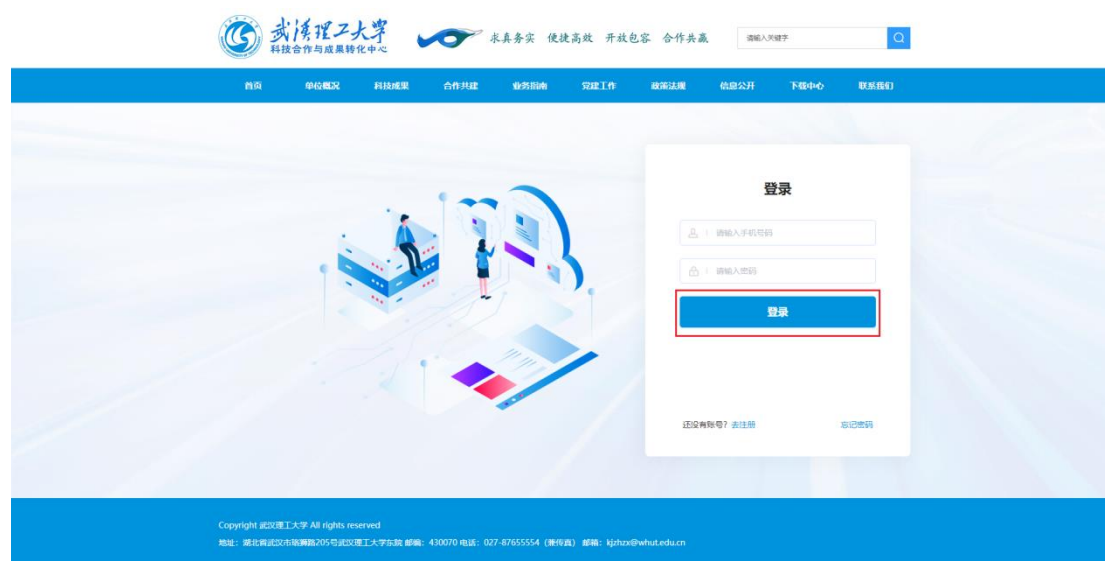 武汉理工大学
科技合作与成果转化中心
求真务实 便捷高效 开放包容 合作共赢
请输入关键字
首页 单位概况 科技成果 合作共建 业务指南 党建工作 政策法规 信息公开 下载中心 联系我们
登录
请输入手机号码
请输入密码
登录
还没有账号? 去注册 忘记密码
Copyright 武汉理工大学 All rights reserved
地址: 湖北省武汉市珞狮路205号武汉理工大学东院 邮编: 430070 电话: 027-87655554 (兼传真) 邮箱: kjzhzx@whut.edu.cn